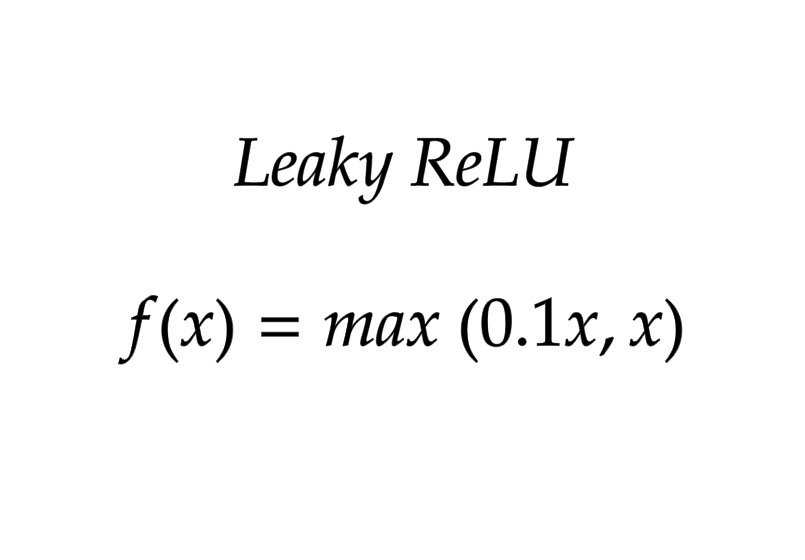 Leaky ReLU
f(x) = max (0.1x, x)